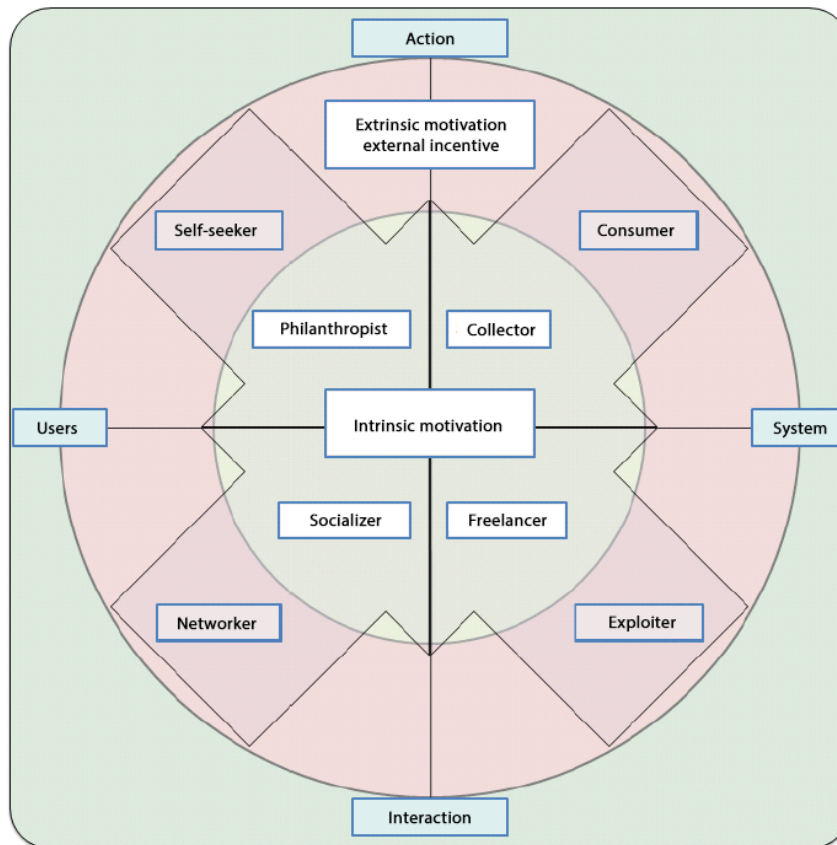 Action
Extrinsic motivation
external incentive
Self-seeker
Consumer
Philanthropist
Collector
Users
Intrinsic motivation
System
Socializer
Freelancer
Networker
Exploiter
Interaction